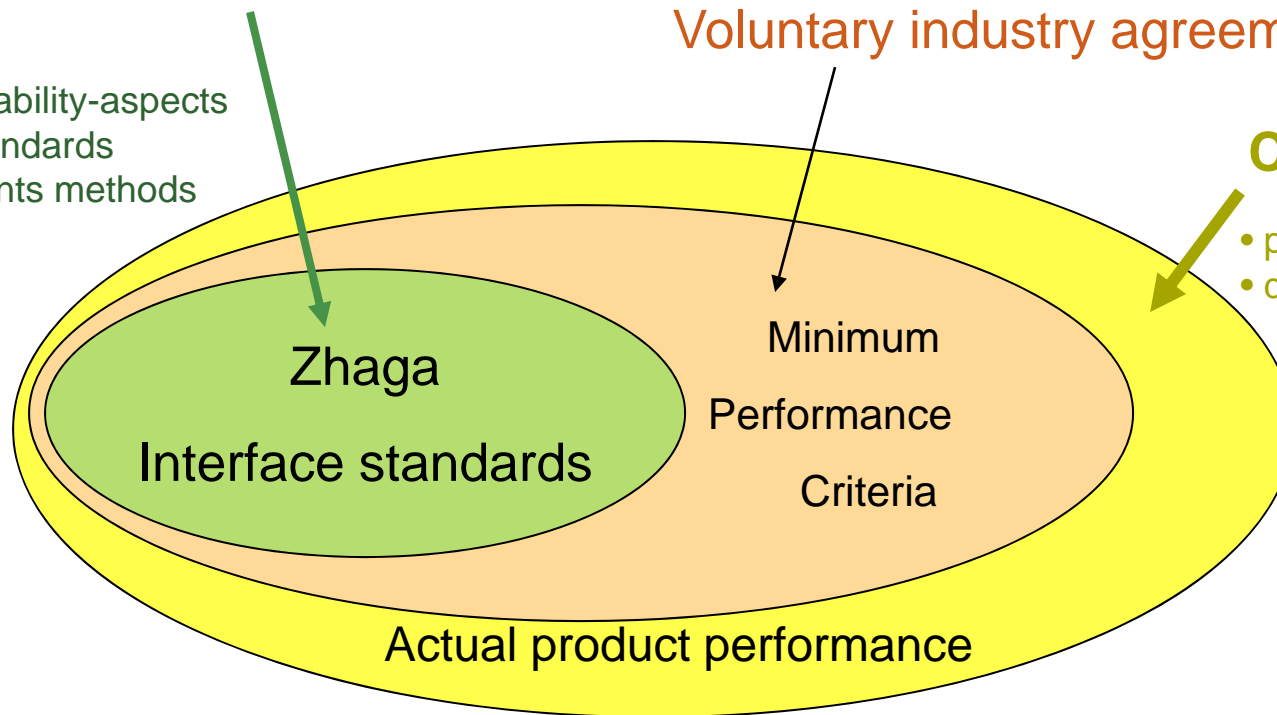 Voluntary industry agreem
ability-aspects
ndards
nts methods
• p
Zhaga
Interface standards
Minimum
Performance
Criteria
Actual product performance